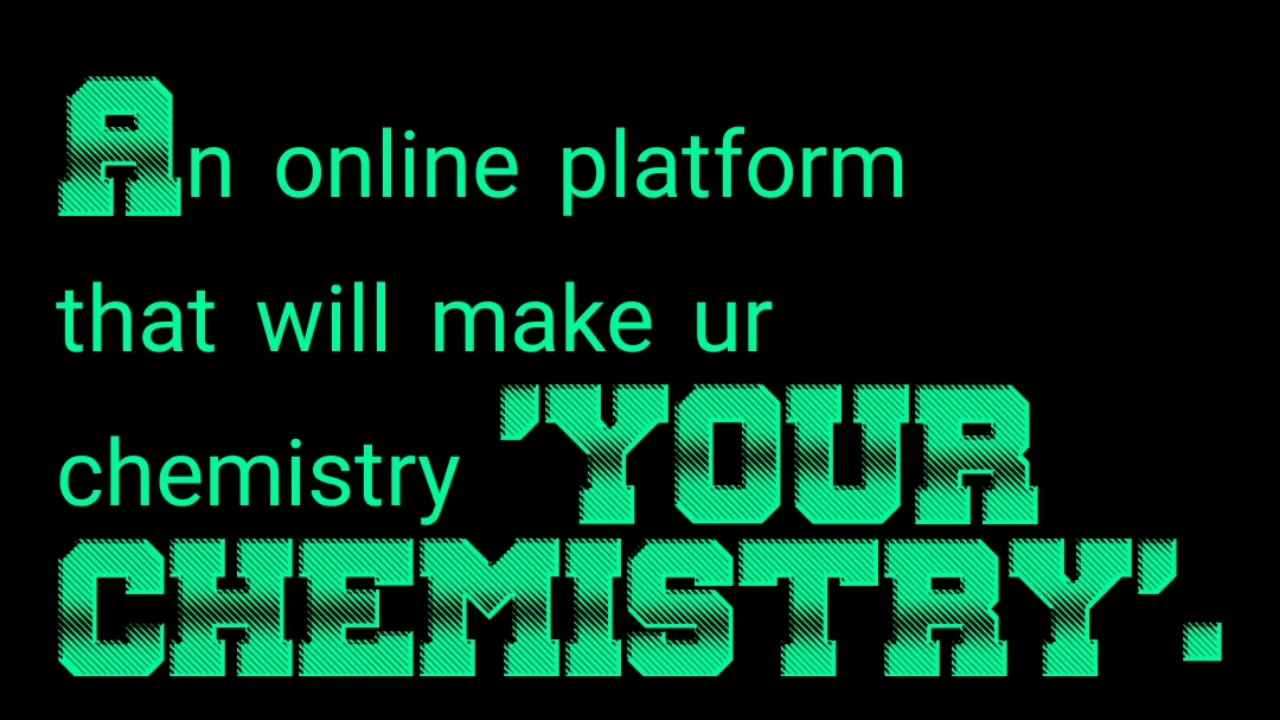 An online platform
that will make ur
chemistry 'YOUR
CHEMISTRY'.